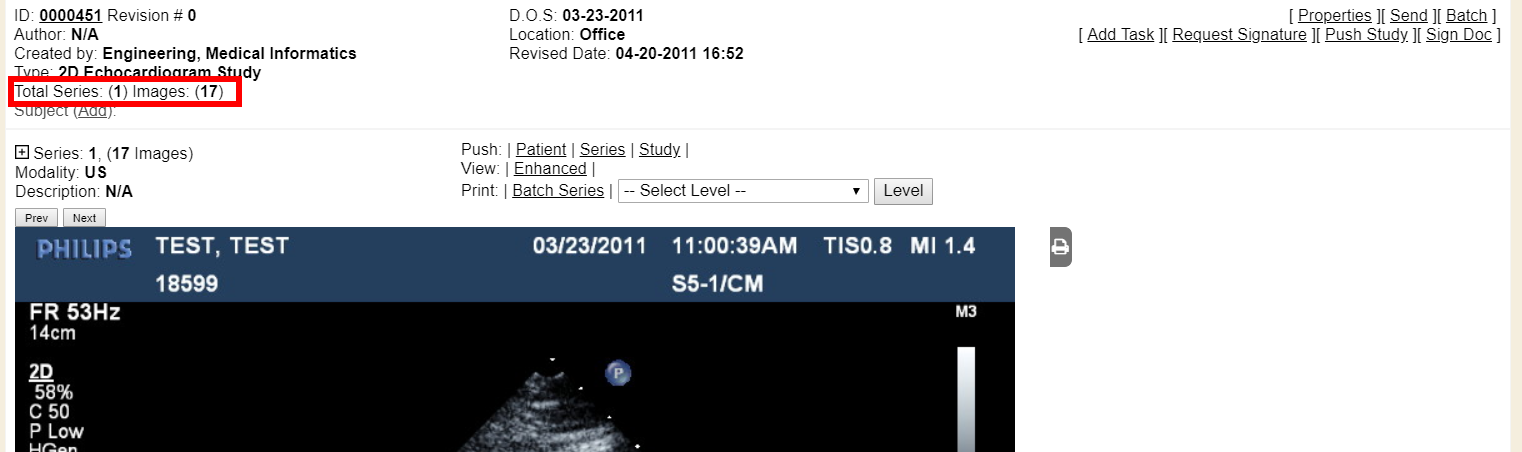 ID: 0000451 Revision # 0
Author: N/A
Created by: Engineering, Medical Informatics
Type: 2D Echocardiogram Study
Total Series: (1) Images: (17)
Subject (Add):
D.O.S: 03-23-2011
Location: Office
Revised Date: 04-20-2011 16:52
[ Properties ][ Send ][ Batch ]
[ Add Task ][ Request Signature ][ Push Study ][ Sign Doc ]
Series: 1, (17 Images)
Modality: US
Description: N/A
Push: | Patient | Series | Study |
View: | Enhanced |
Print: | Batch Series | -- Select Level -- Level
Prev Next
PHILIPS TEST, TEST 03/23/2011 11:00:39AM TIS0.8 MI 1.4
18599 S5-1/CM
FR 53Hz M3
14cm
2D
58%
C 50
P Low
HGen
P